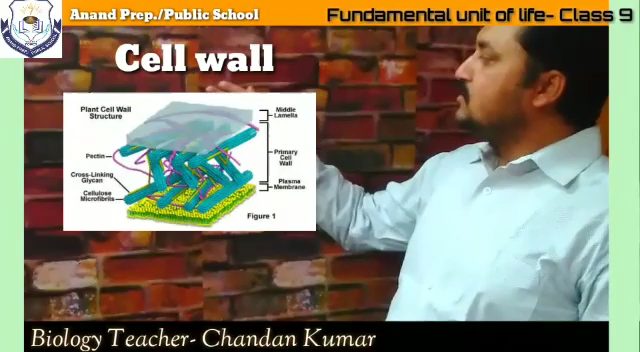 Anand Prep./Public School
Fundamental unit of life- Class 9
Cell wall
Plant Cell Wall
Structure
Middle
Lamella
Pectin
Primary
Cell
Wall
Cross-Linking
Glycan
Plasma
Membrane
Cellulose
Microfibrils
Figure 1
Biology Teacher- Chandan Kumar